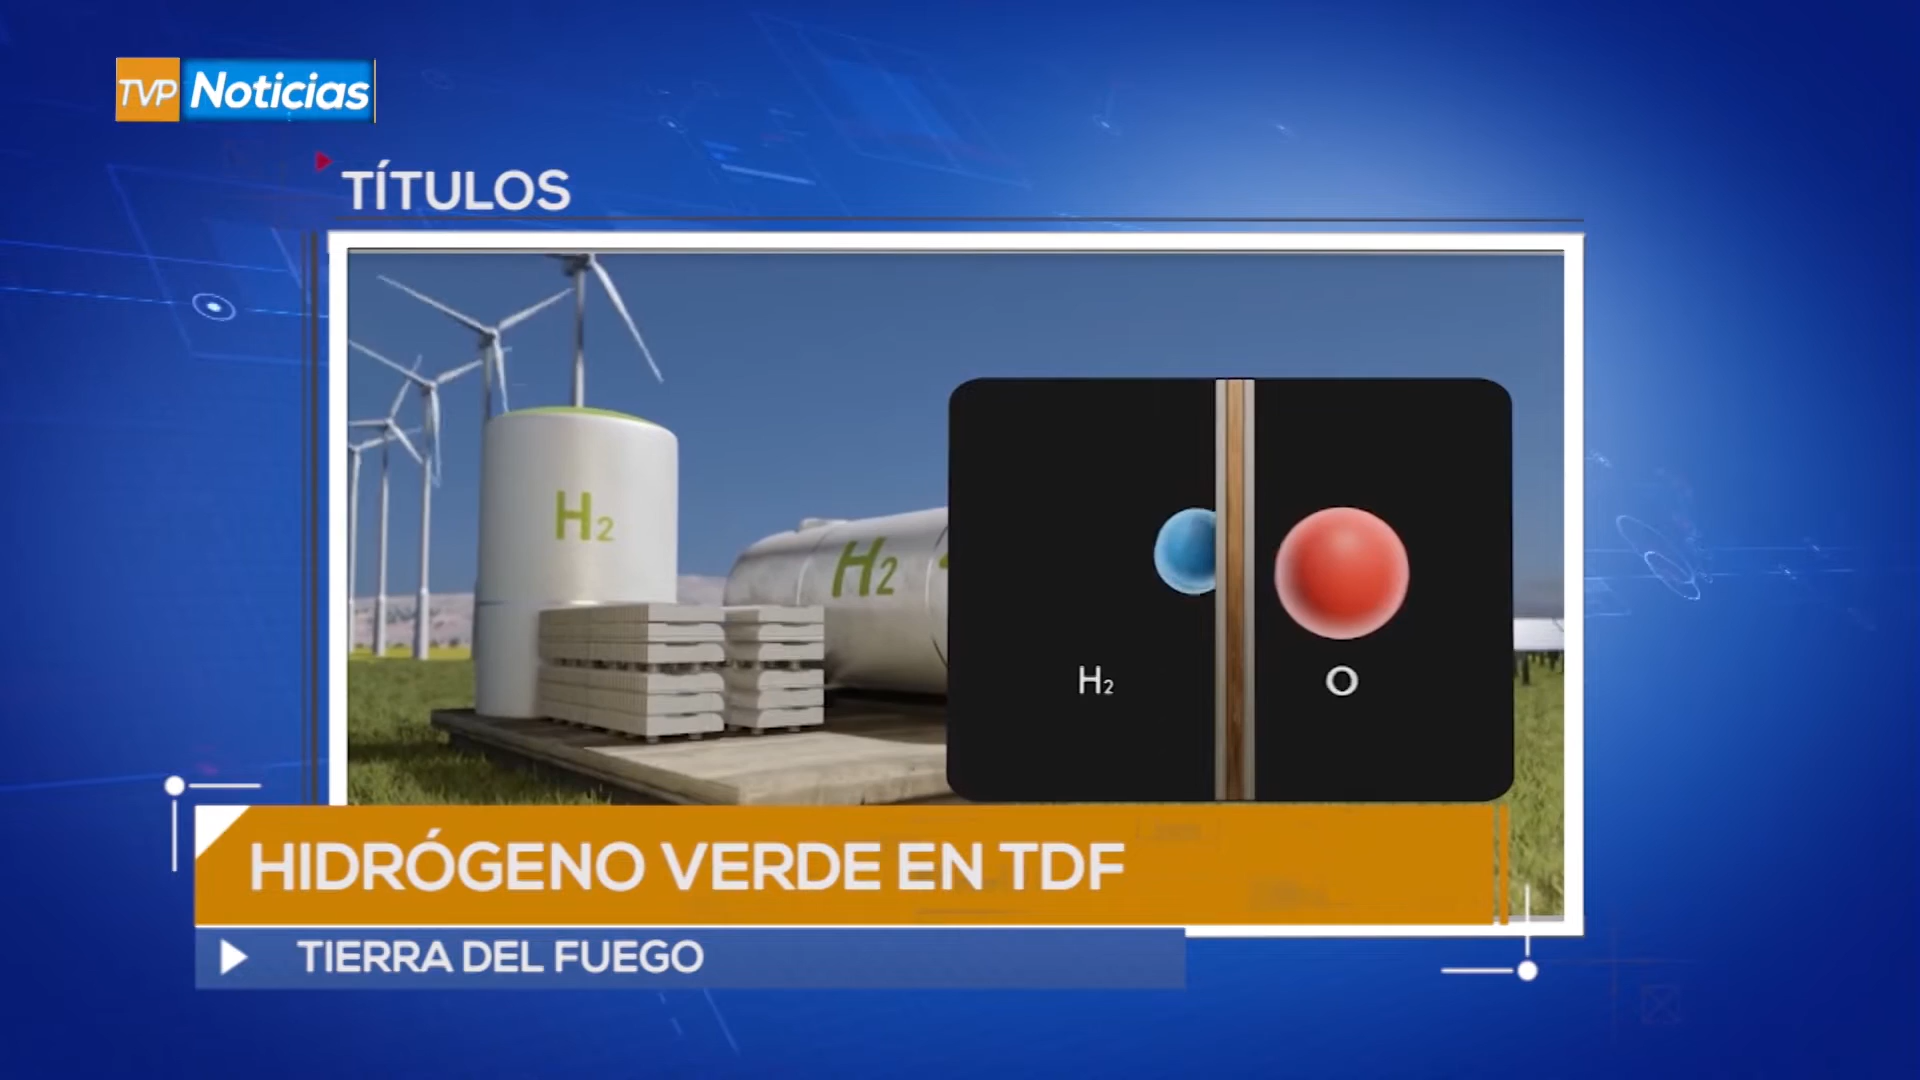 TVP Noticias
TÍTULOS
H₂
H₂
H₂
O
HIDRÓGENO VERDE EN TDF
TIERRA DEL FUEGO